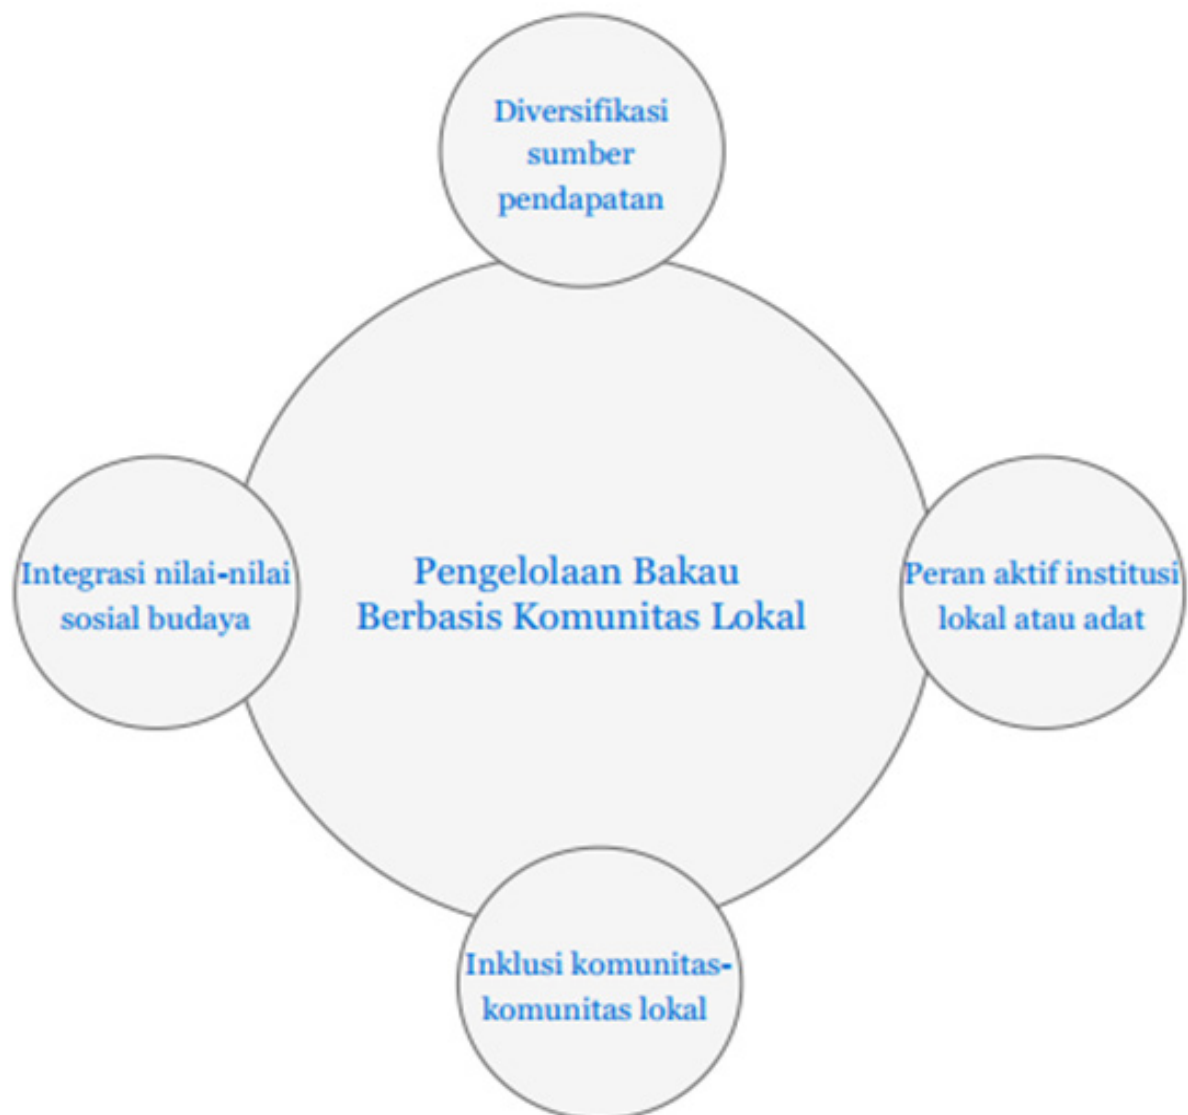 Diversifikasi
sumber
pendapatan
Integrasi nilai-nilai
sosial budaya
Pengelolaan Bakau
Berbasis Komunitas Lokal
Peran aktif institusi
lokal atau adat
Inklusi komunitas-
komunitas lokal